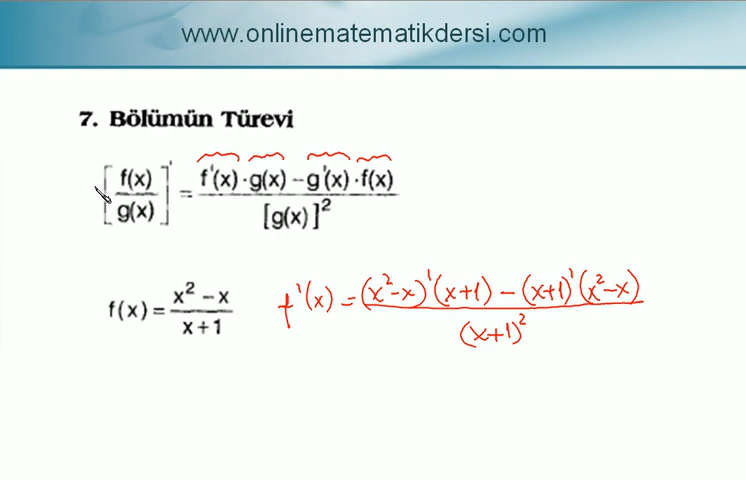 www.onlinematematikdersi.com
7. Bölümün Türevi
[f(x)/g(x)]' = (f'(x)·g(x) – g'(x)·f(x))/[g(x)]²
f(x) = (x² – x)/(x + 1)
f'(x) = ((x²-x)'(x+1) - (x+1)'(x²-x))/(x+1)²